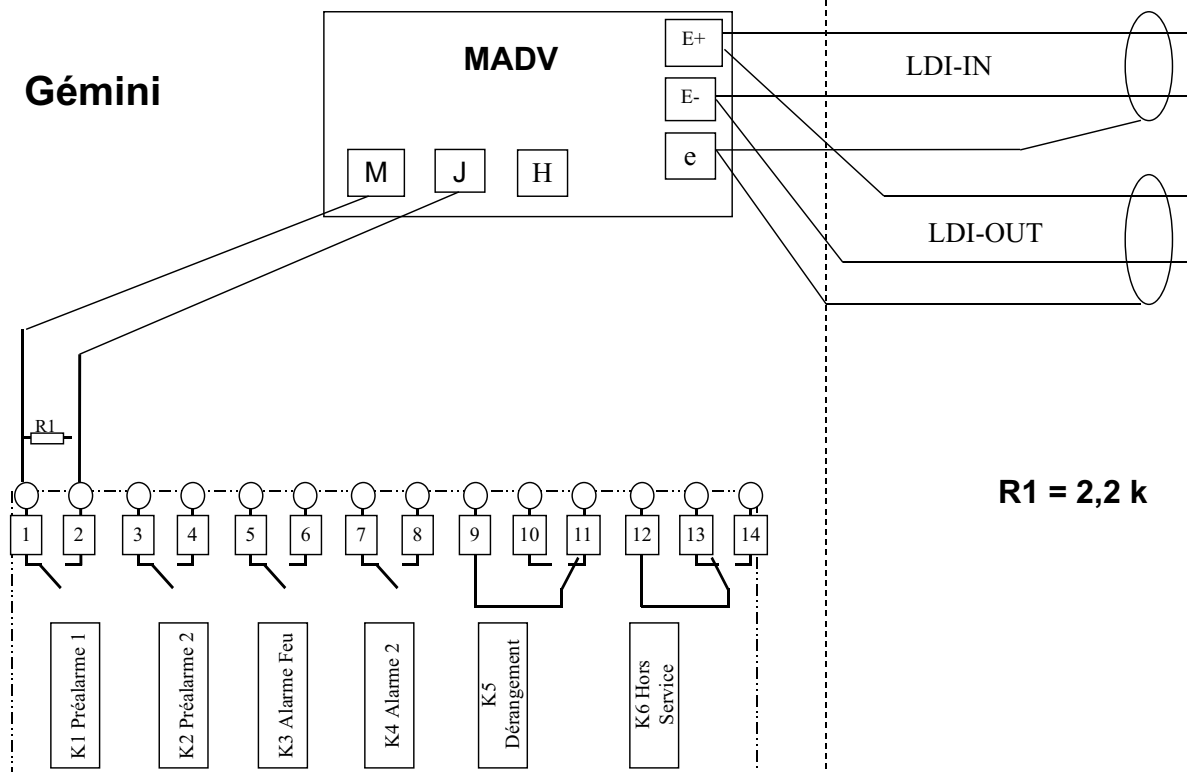 Gémini
MADV
E+
E-
e
M
J
H
LDI-IN
LDI-OUT
R1
R1 = 2,2 k
1
2
3
4
5
6
7
8
9
10
11
12
13
14
K1 Préalarme 1
K2 Préalarme 2
K3 Alarme Feu
K4 Alarme 2
K5
Dérangement
K6 Hors
Service